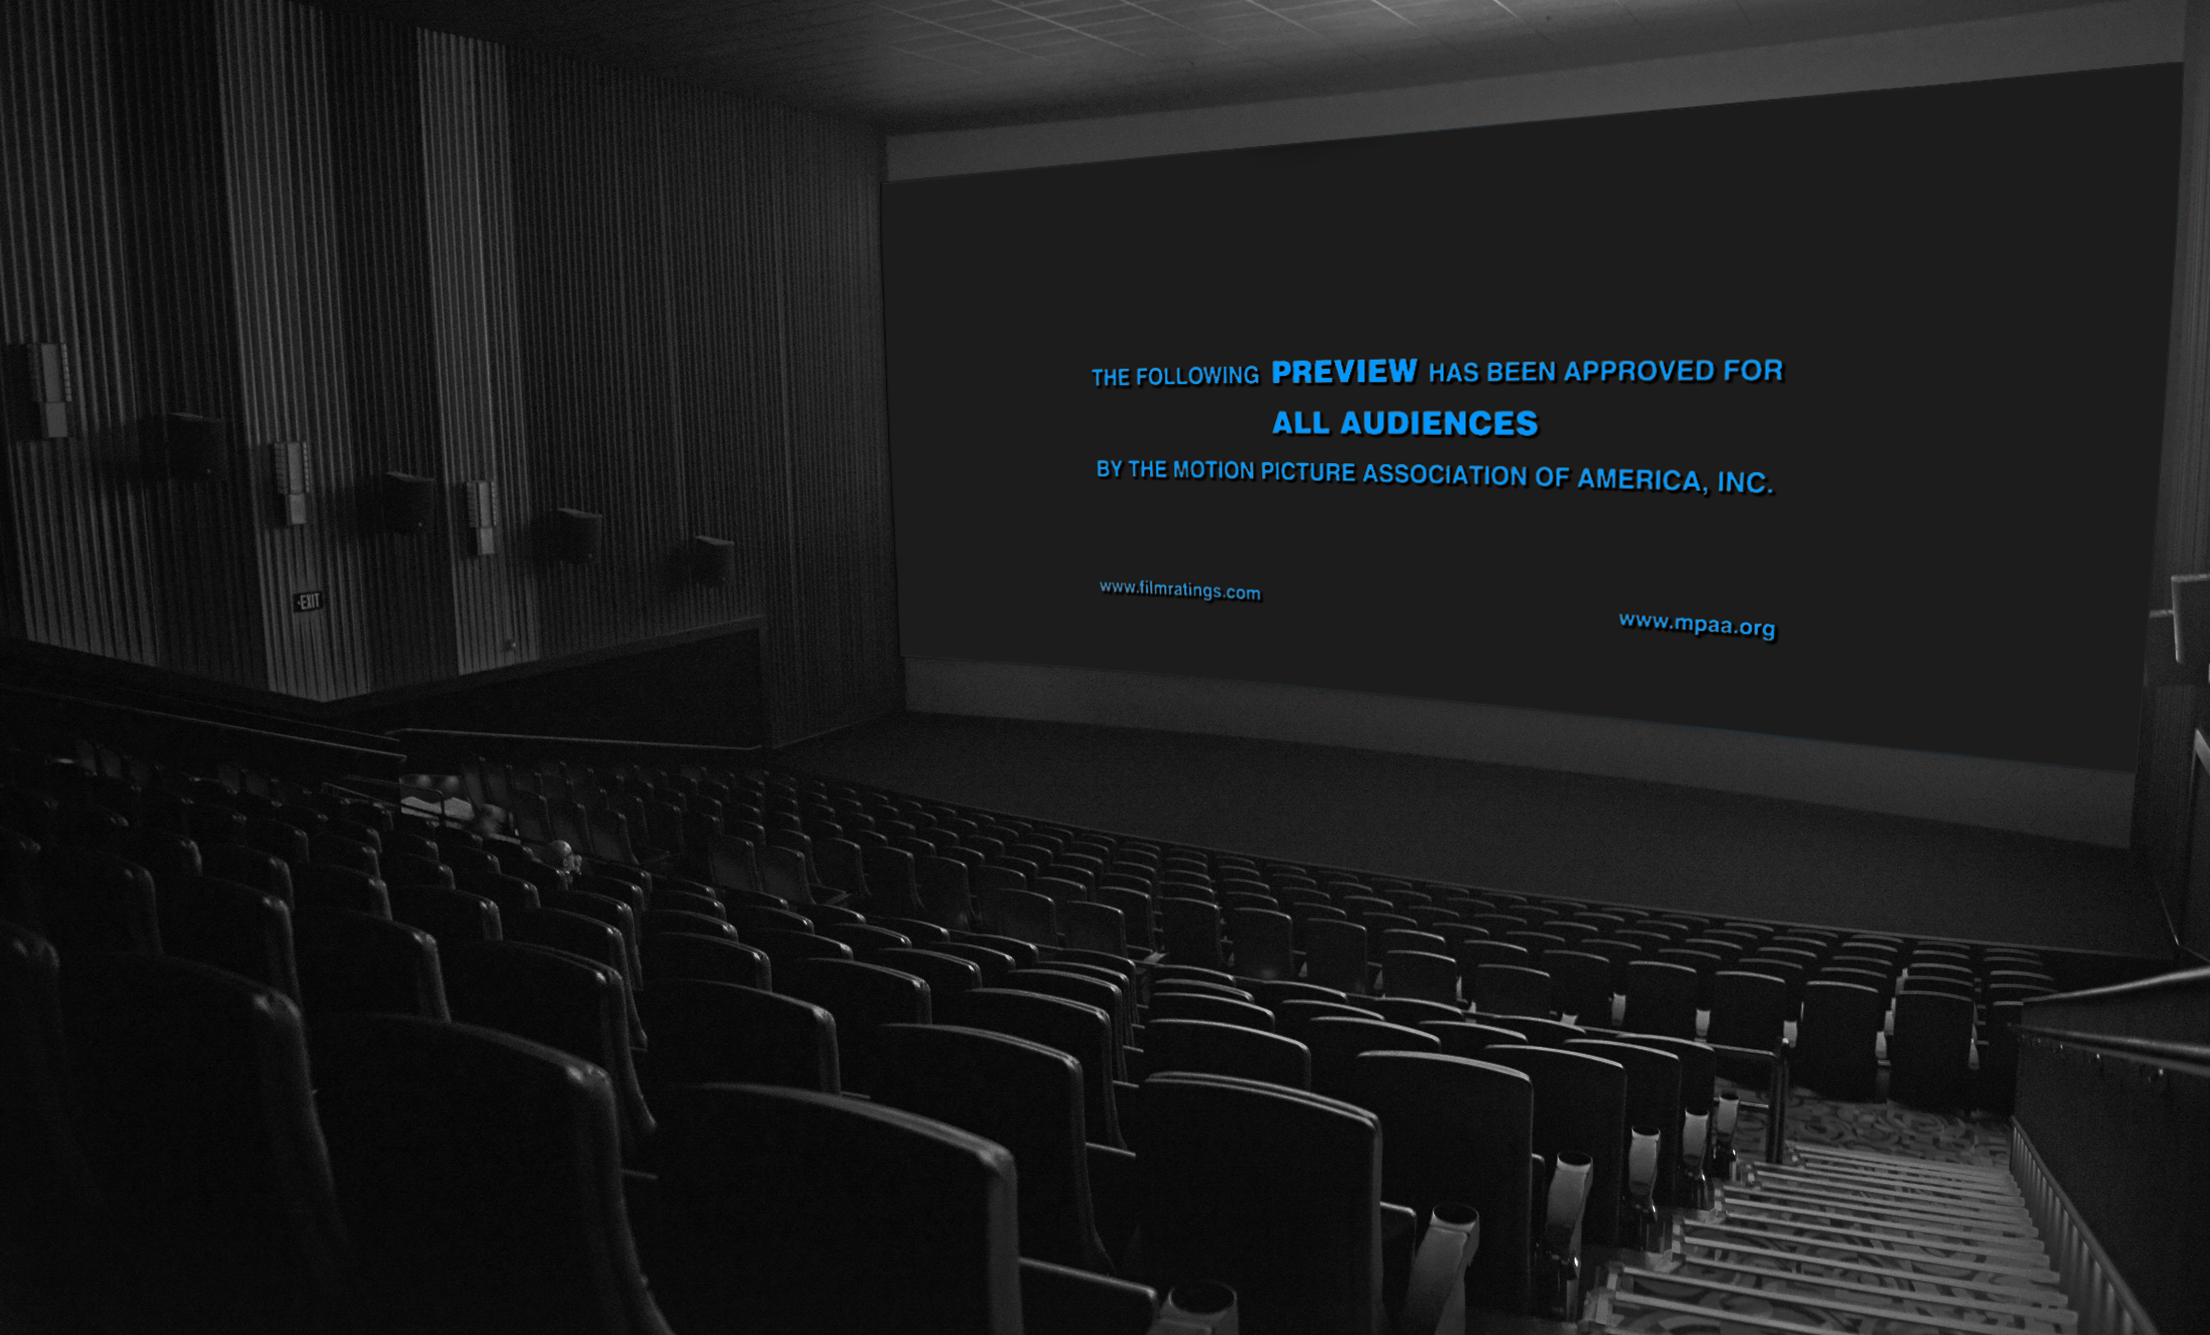 THE FOLLOWING PREVIEW HAS BEEN APPROVED FOR
ALL AUDIENCES
BY THE MOTION PICTURE ASSOCIATION OF AMERICA, INC.
www.filmratings.com
www.mpaa.org
EXIT